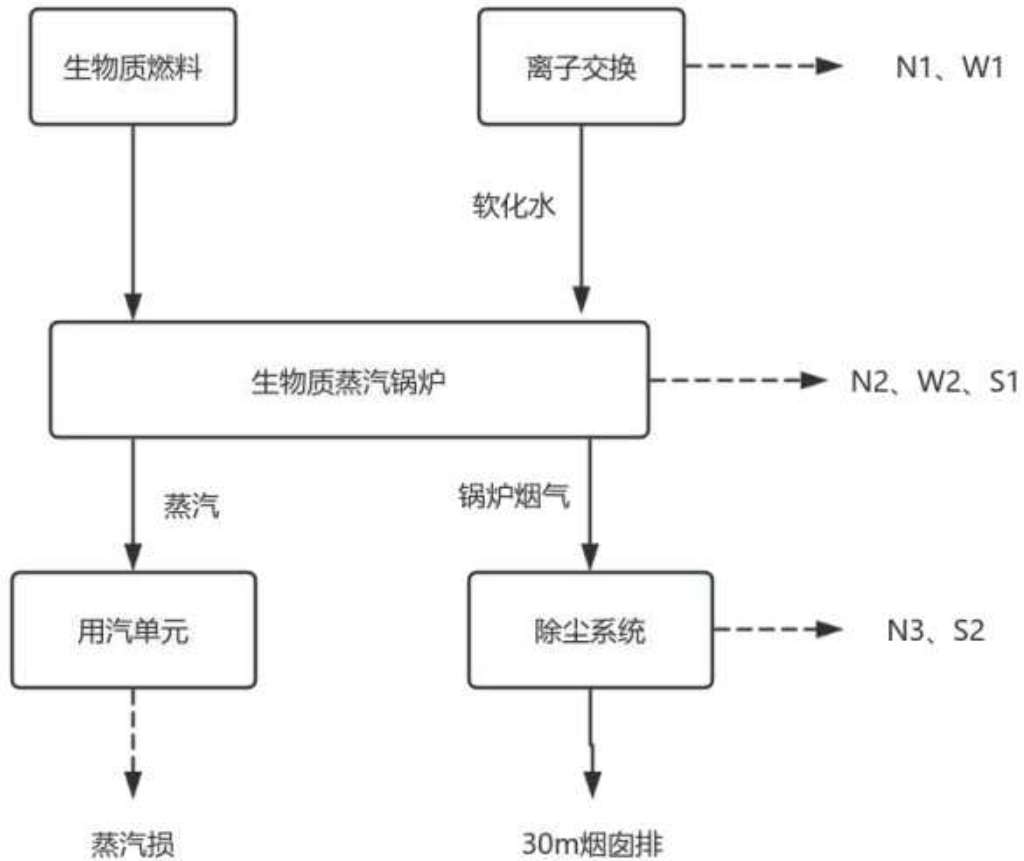 生物质燃料
离子交换
N1、W1
软化水
生物质蒸汽锅炉
N2、W2、S1
蒸汽
锅炉烟气
用汽单元
除尘系统
N3、S2
蒸汽损
30m烟囱排